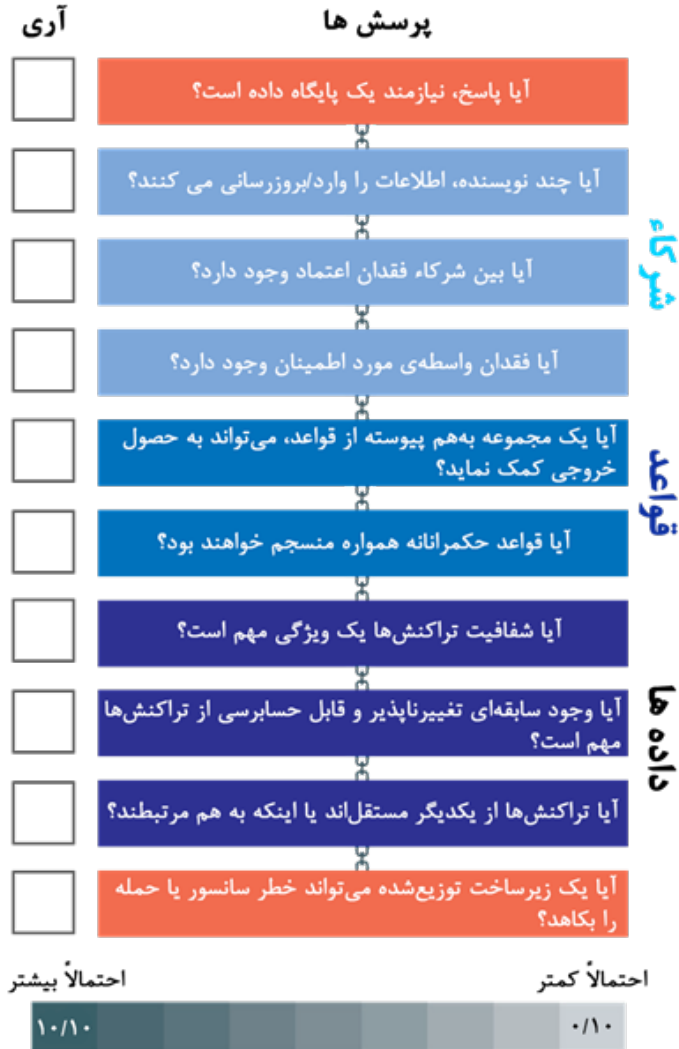 پرسش ها
آری
آیا پاسخ، نیازمند یک پایگاه داده است؟
شرکاء
آیا چند نویسنده، اطلاعات را وارد/بروزرسانی می کنند؟
آیا بین شرکاء فقدان اعتماد وجود دارد؟
آیا فقدان واسطه‌ی مورد اطمینان وجود دارد؟
قواعد
آیا یک مجموعه به‌هم پیوسته از قواعد، می‌تواند به حصول
خروجی کمک نماید؟
آیا قواعد حکمرانانه همواره منسجم خواهند بود؟
داده ها
آیا شفافیت تراکنش‌ها یک ویژگی مهم است؟
آیا وجود سابقه‌ای تغییرناپذیر و قابل حسابرسی از تراکنش‌ها
مهم است؟
آیا تراکنش‌ها از یکدیگر مستقل‌اند یا اینکه به هم مرتبطند؟
آیا یک زیرساخت توزیع‌شده می‌تواند خطر سانسور یا حمله
را بکاهد؟
احتمالاً کمتر
احتمالاً بیشتر
۰/۱۰
۱۰/۱۰